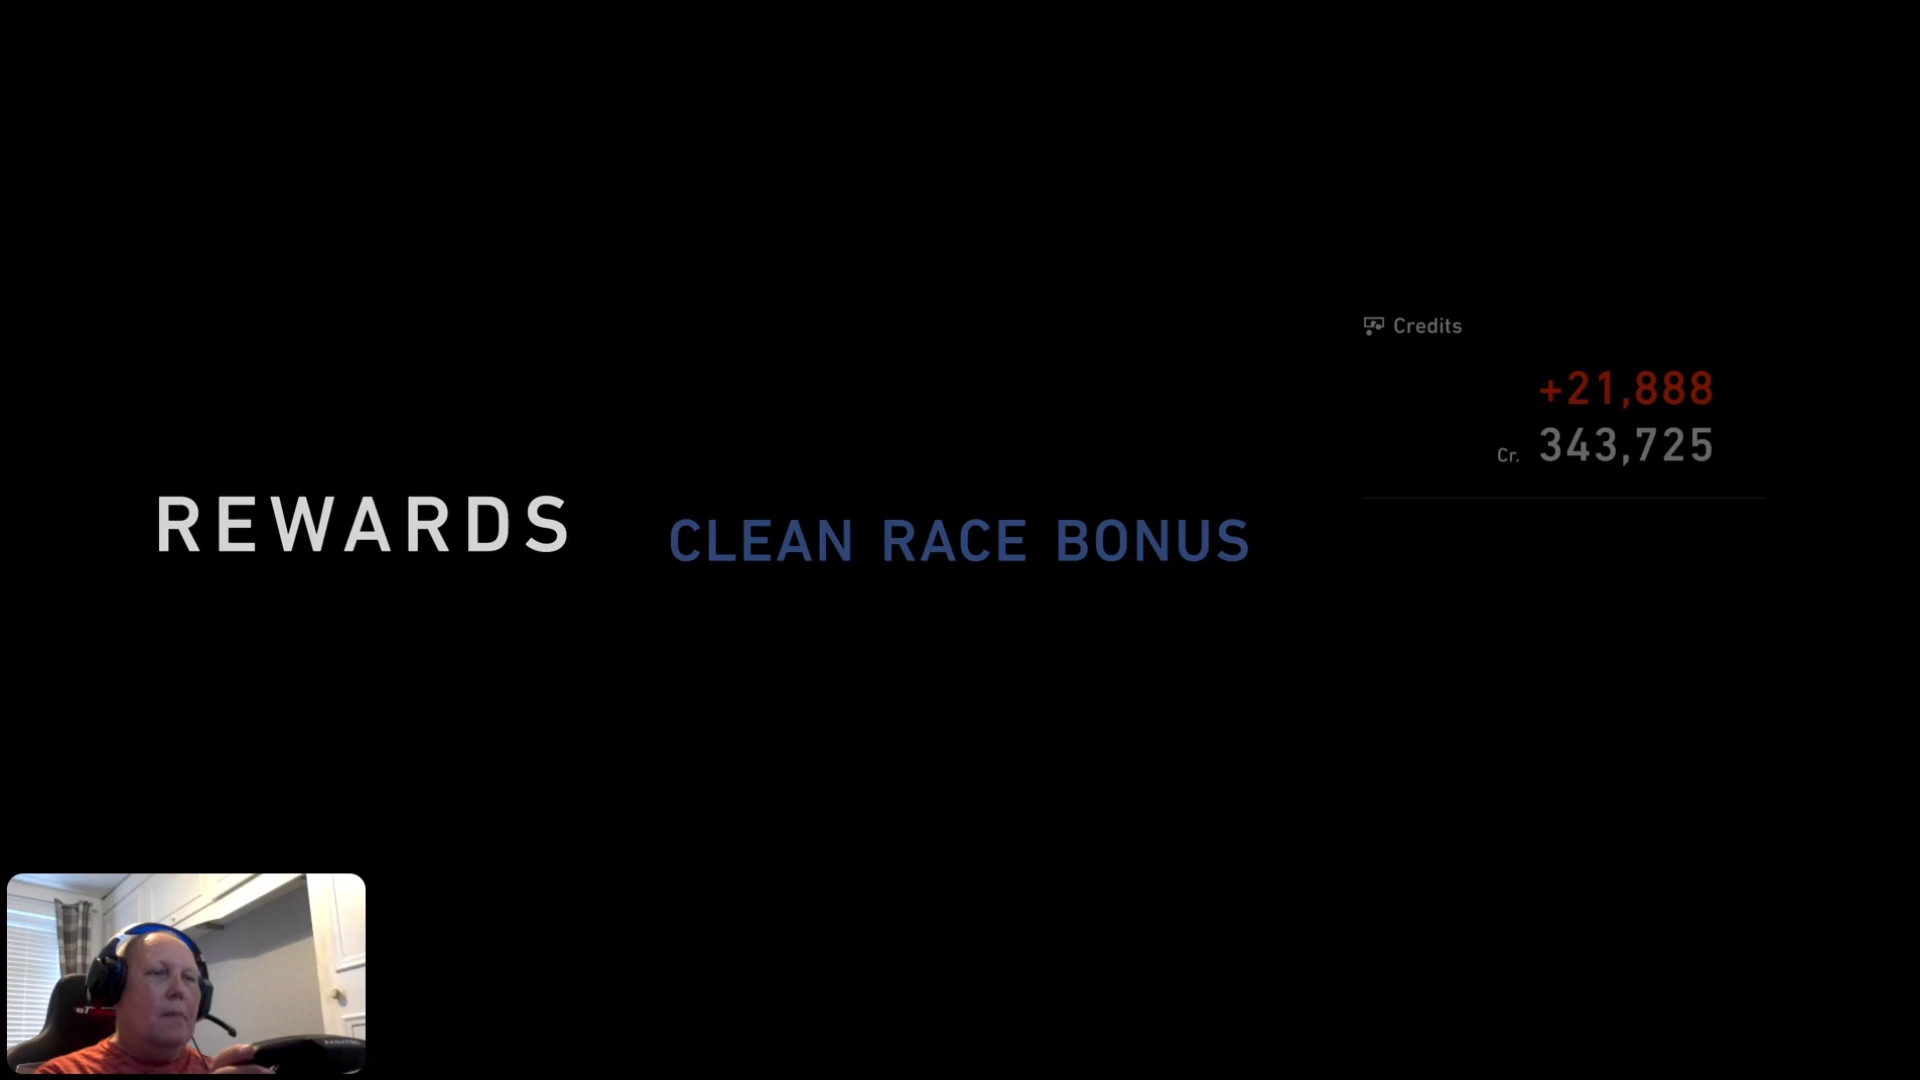 REWARDS
CLEAN RACE BONUS
Credits
+21,888
Cr. 343,725